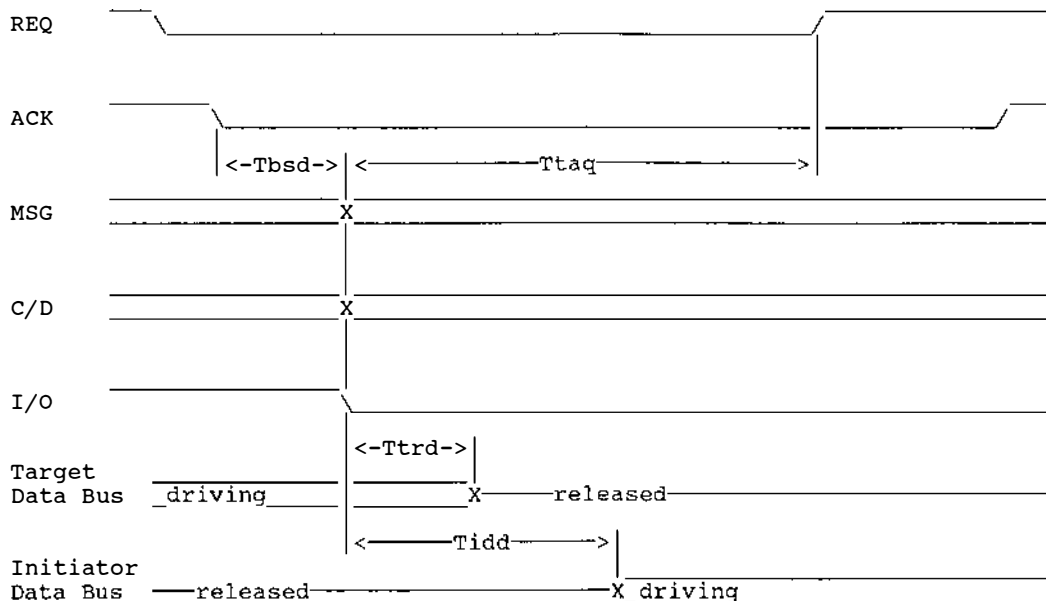 REQ
ACK
<-Tbsd-> <-Ttaq->
MSG X
C/D X
I/O
<-Ttrd->
Target
Data Bus driving X released
<-Tidd->
Initiator
Data Bus released X driving